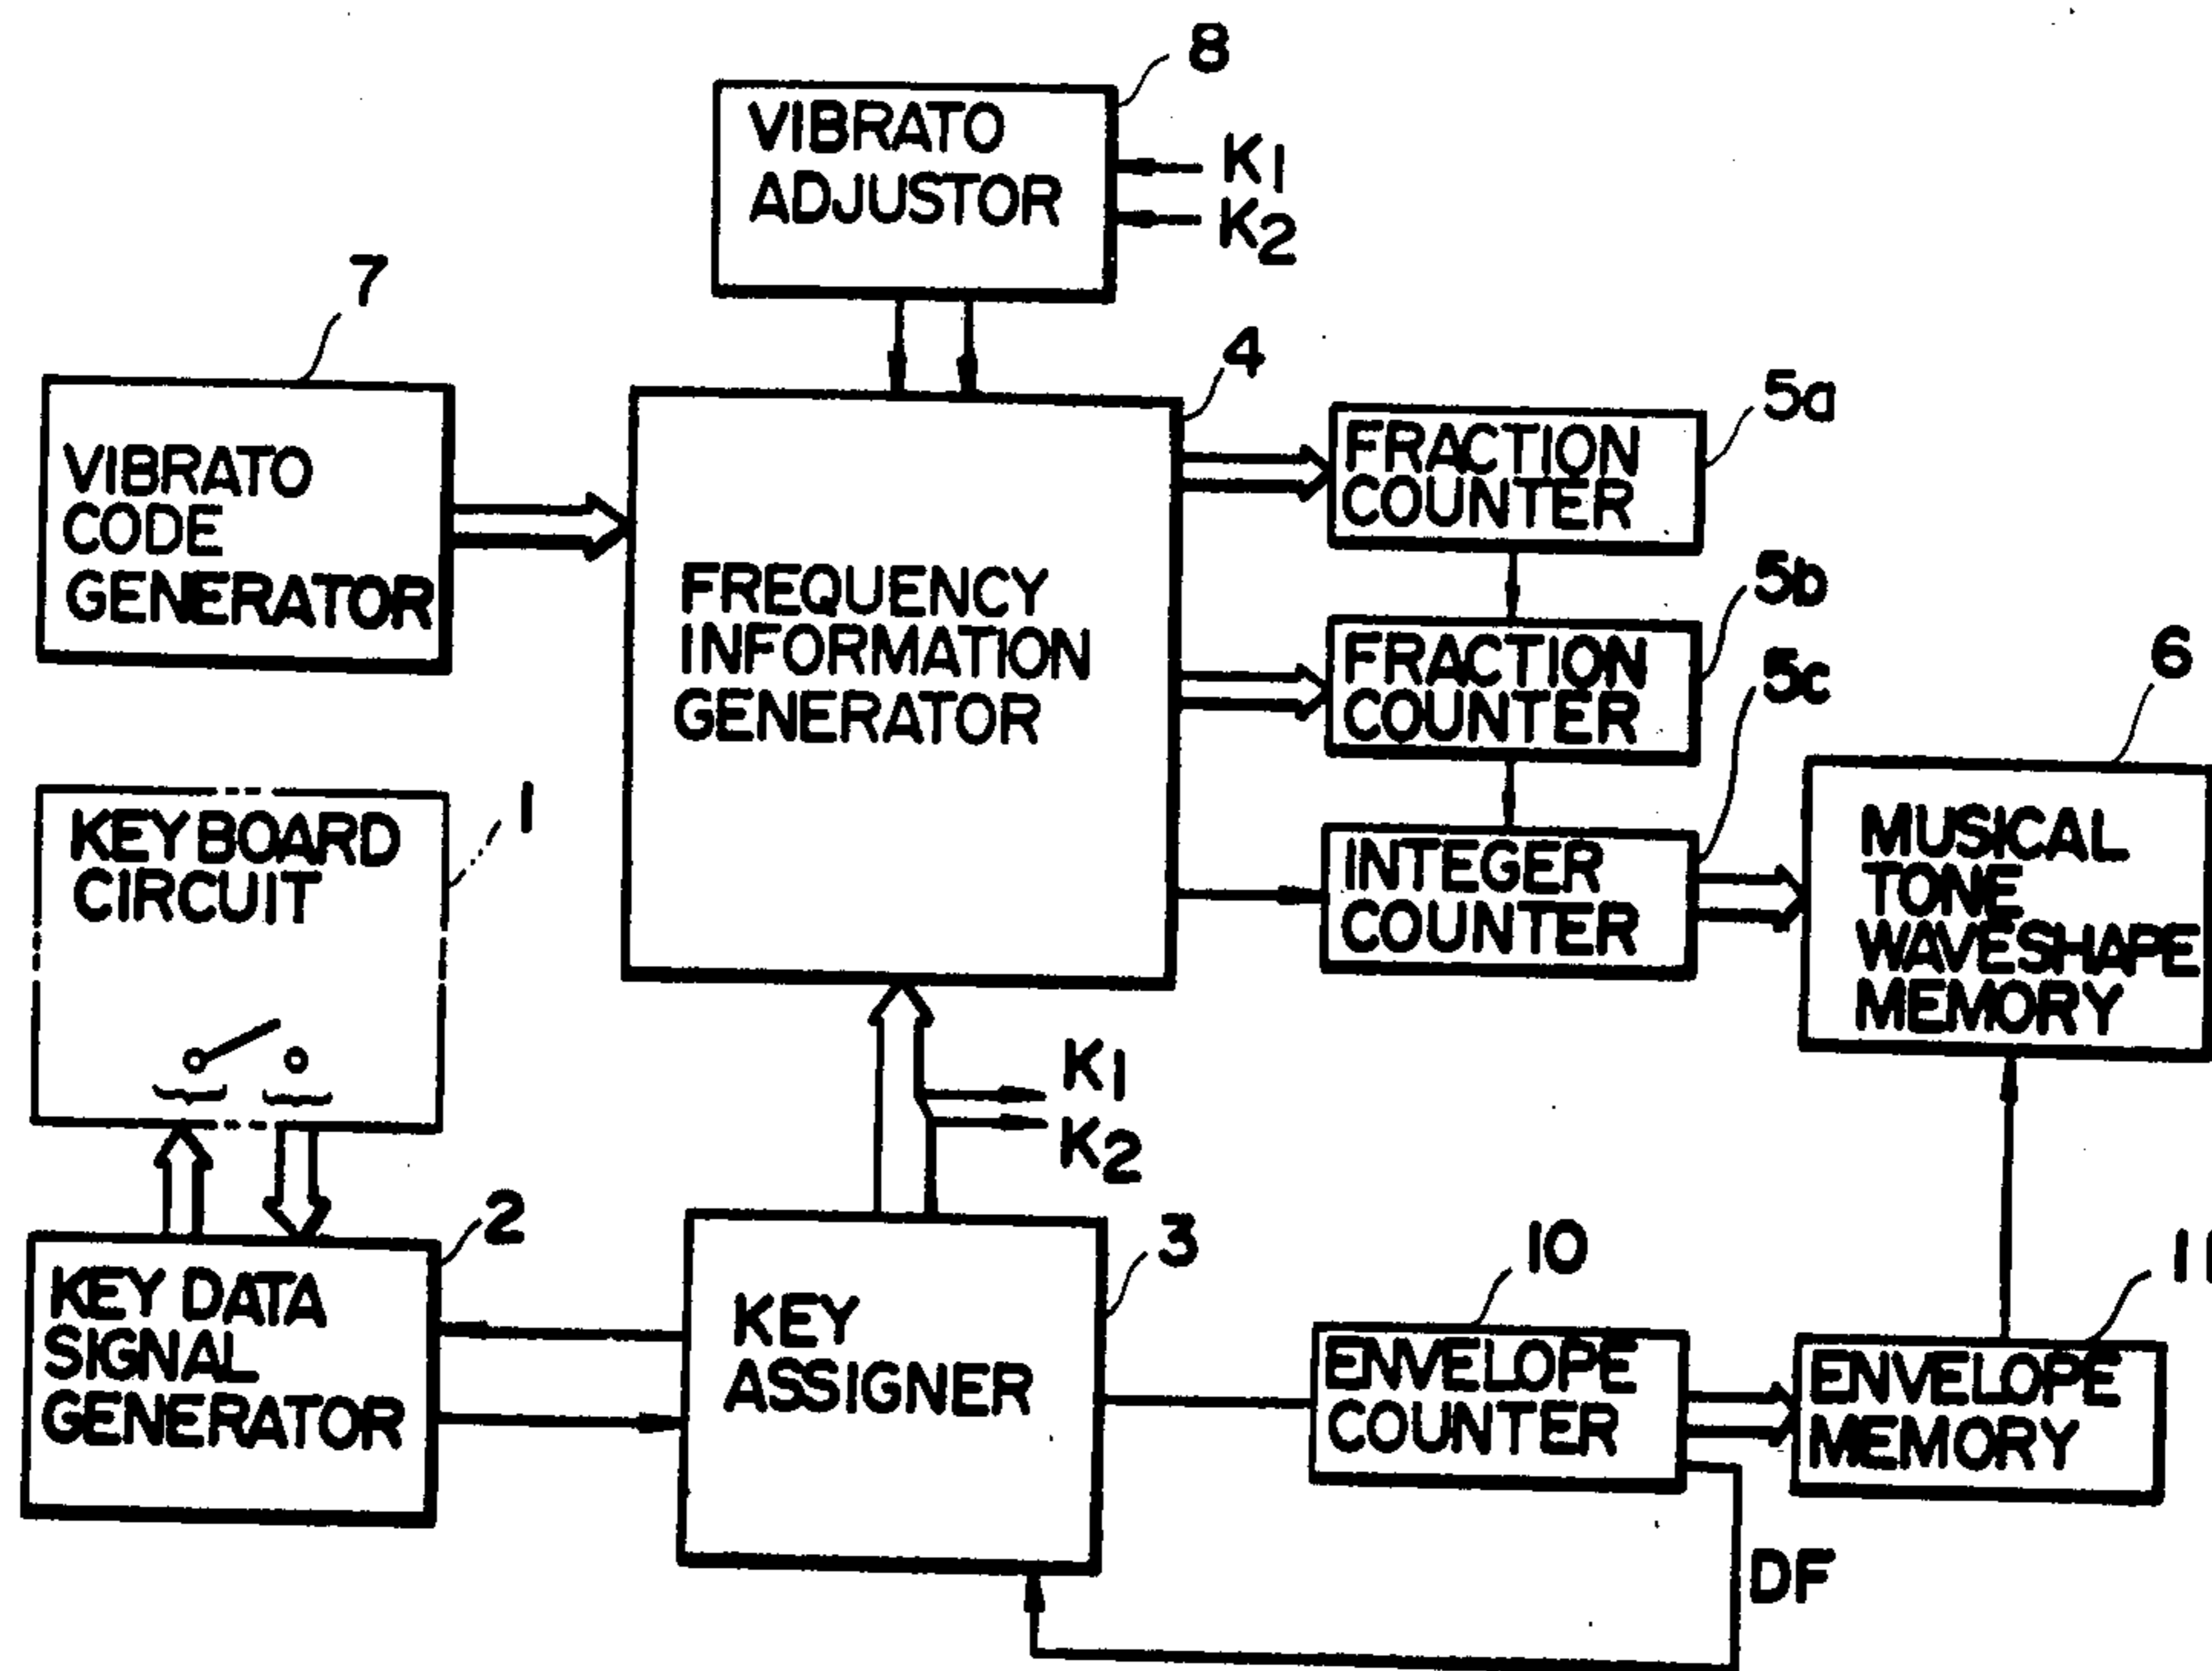 8
VIBRATO
ADJUSTOR
K1
K2
7
VIBRATO
CODE
GENERATOR
4
FREQUENCY
INFORMATION
GENERATOR
5a
FRACTION
COUNTER
5b
FRACTION
COUNTER
5c
INTEGER
COUNTER
6
MUSICAL
TONE
WAVESHAPE
MEMORY
1
KEYBOARD
CIRCUIT
K1
K2
2
KEY DATA
SIGNAL
GENERATOR
3
KEY
ASSIGNER
10
ENVELOPE
COUNTER
11
ENVELOPE
MEMORY
DF